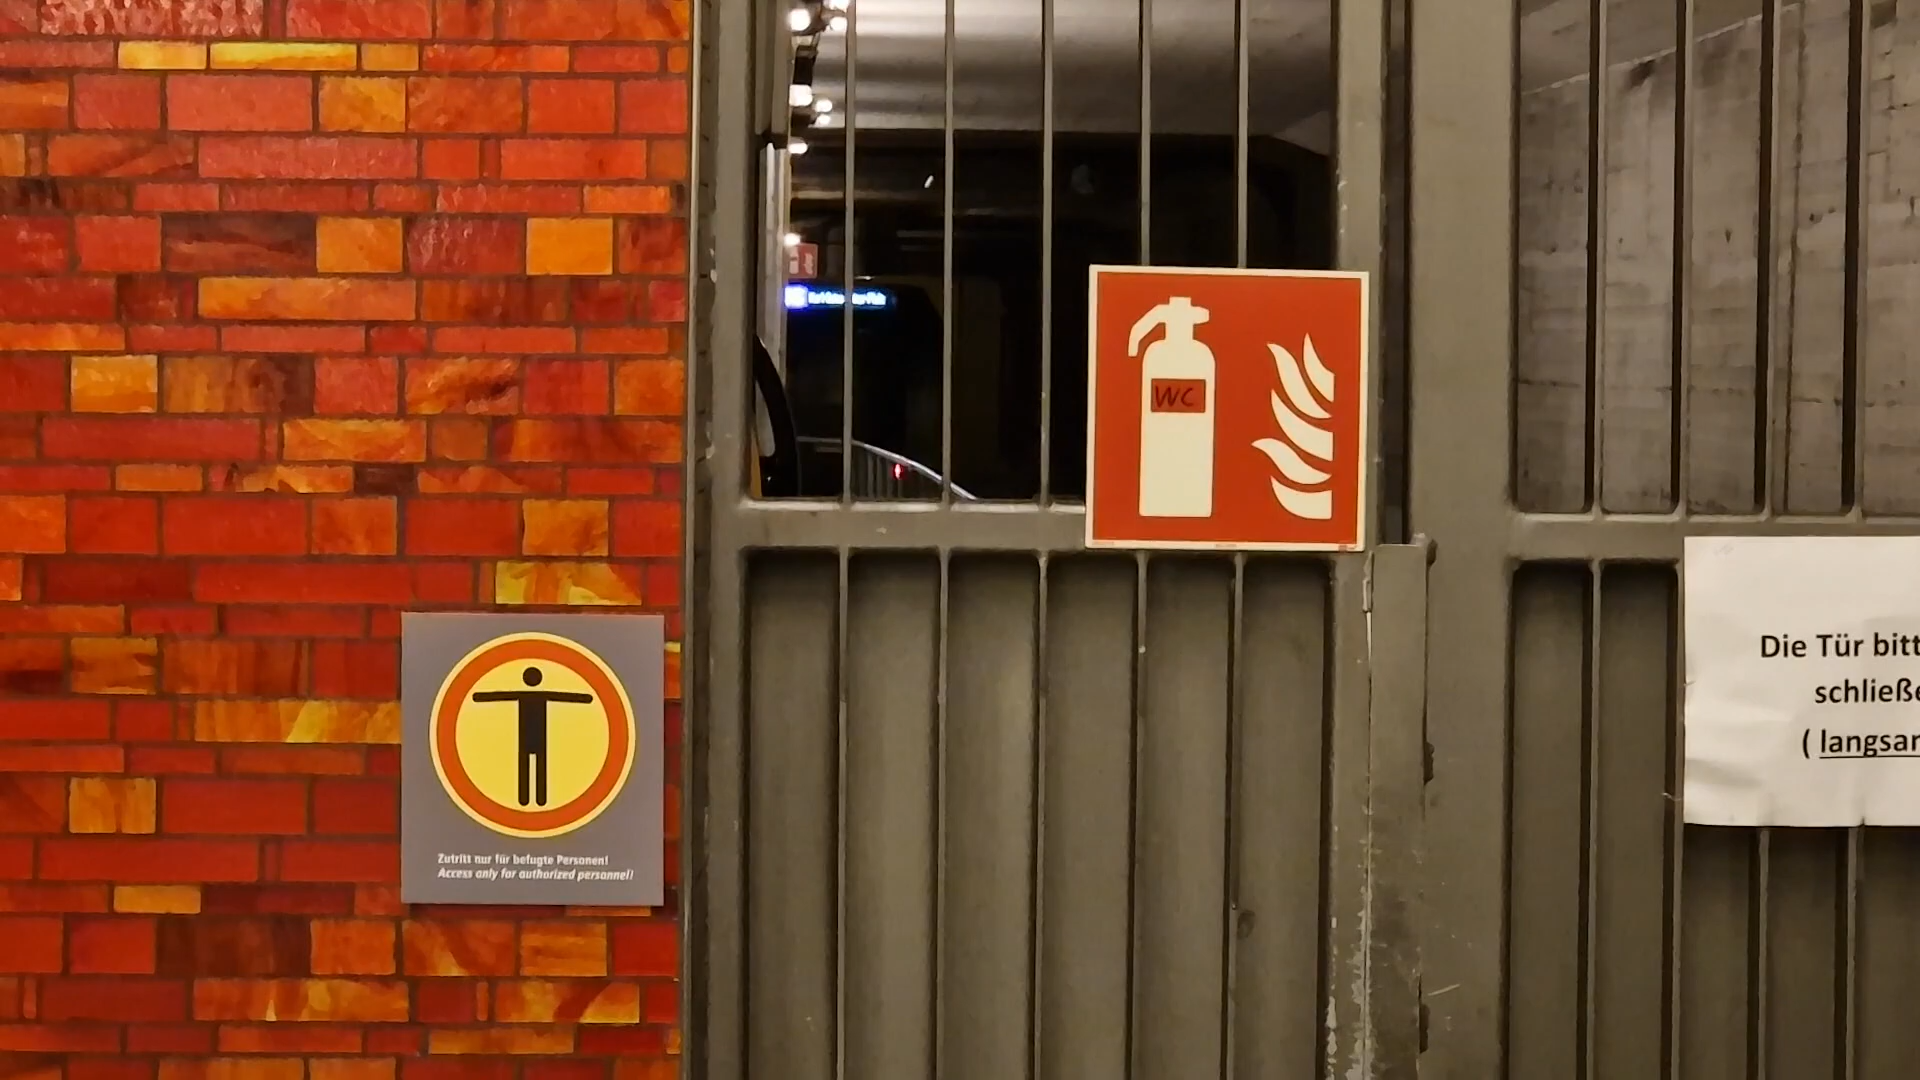 WC
Die Tür bitt
schließe
( langsar
Zutritt nur für befugte Personen!
Access only for authorized personnel!